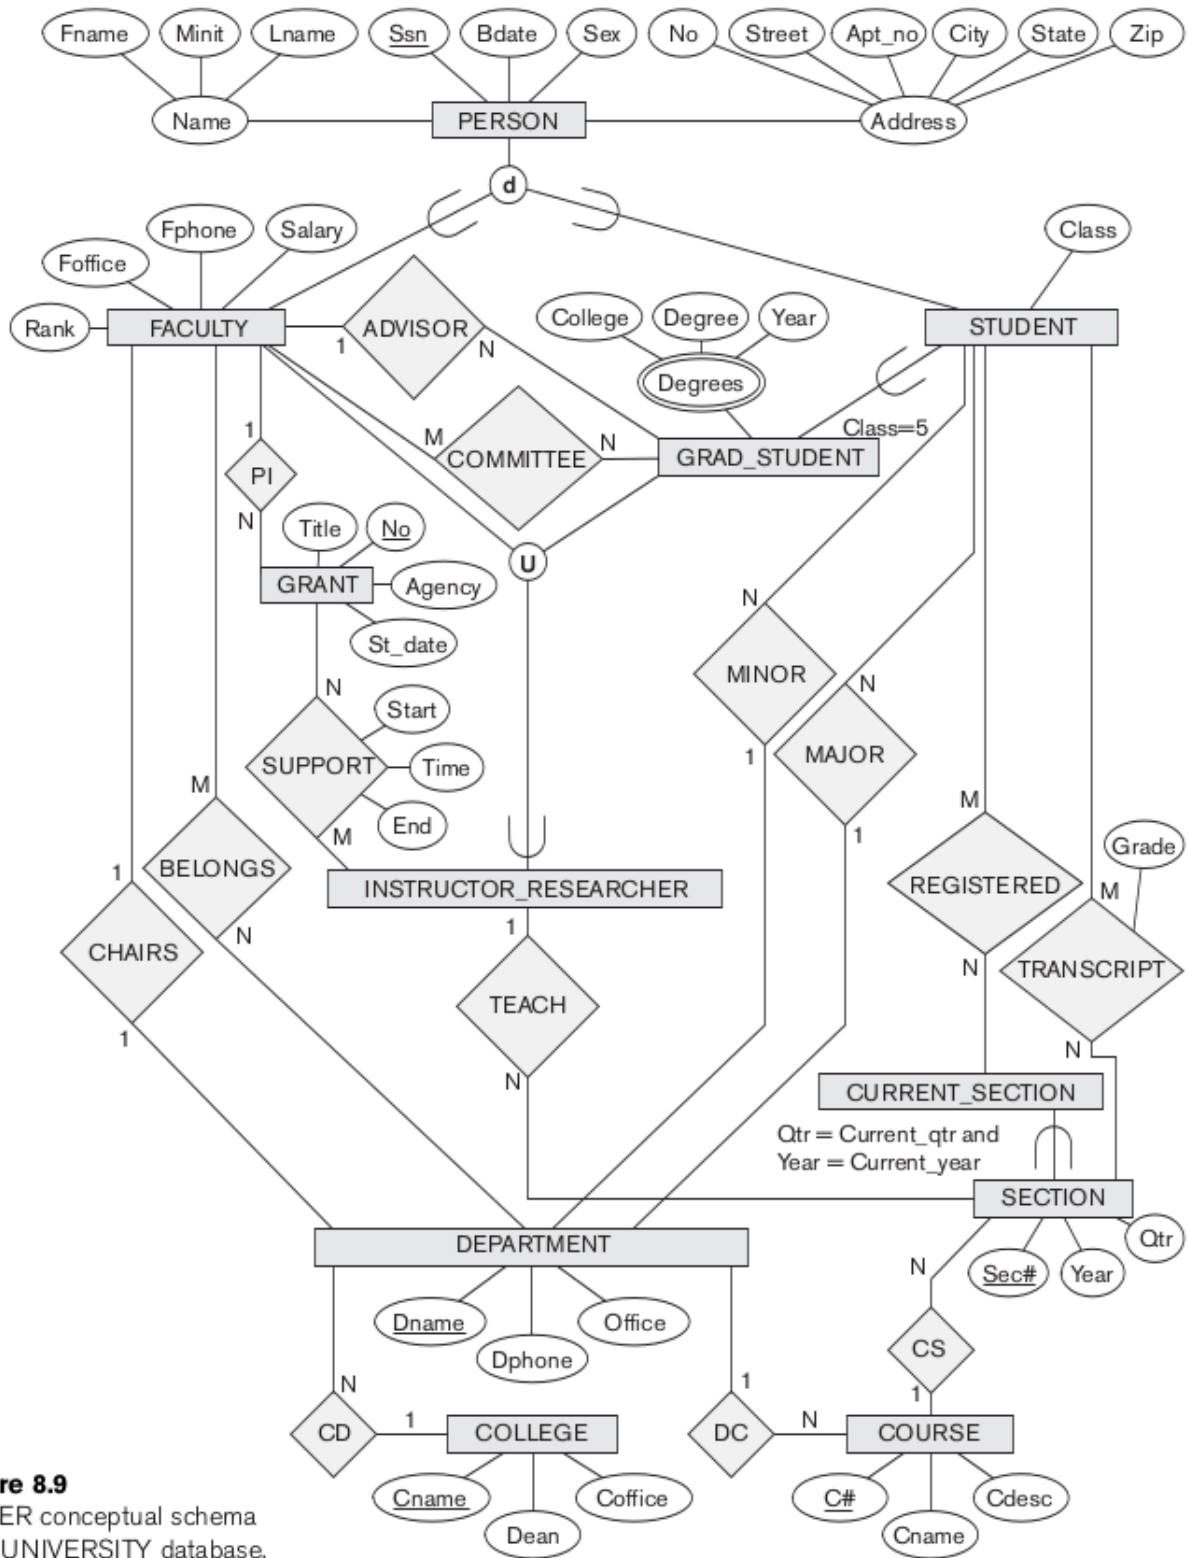 Fname
Minit
Lname
Ssn
Bdate
Sex
No
Street
Apt_no
City
State
Zip
Name
PERSON
Address
d
Fphone
Salary
Class
Foffice
Rank
FACULTY
1
ADVISOR
N
College
Degree
Year
Degrees
STUDENT
Class=5
1
M
COMMITTEE
N
GRAD_STUDENT
PI
N
Title
No
U
GRANT
Agency
St_date
N
MINOR
1
N
MAJOR
1
N
Start
SUPPORT
Time
End
M
M
BELONGS
N
1
CHAIRS
1
INSTRUCTOR_RESEARCHER
1
TEACH
N
M
REGISTERED
N
Grade
M
TRANSCRIPT
N
CURRENT_SECTION
Qtr = Current_qtr and
Year = Current_year
SECTION
Qtr
Sec#
Year
N
CS
1
DEPARTMENT
Dname
Dphone
Office
N
CD
1
COLLEGE
1
DC
N
COURSE
Cname
Dean
Coffice
C#
Cname
Cdesc
re 8.9
ER conceptual schema
UNIVERSITY database.